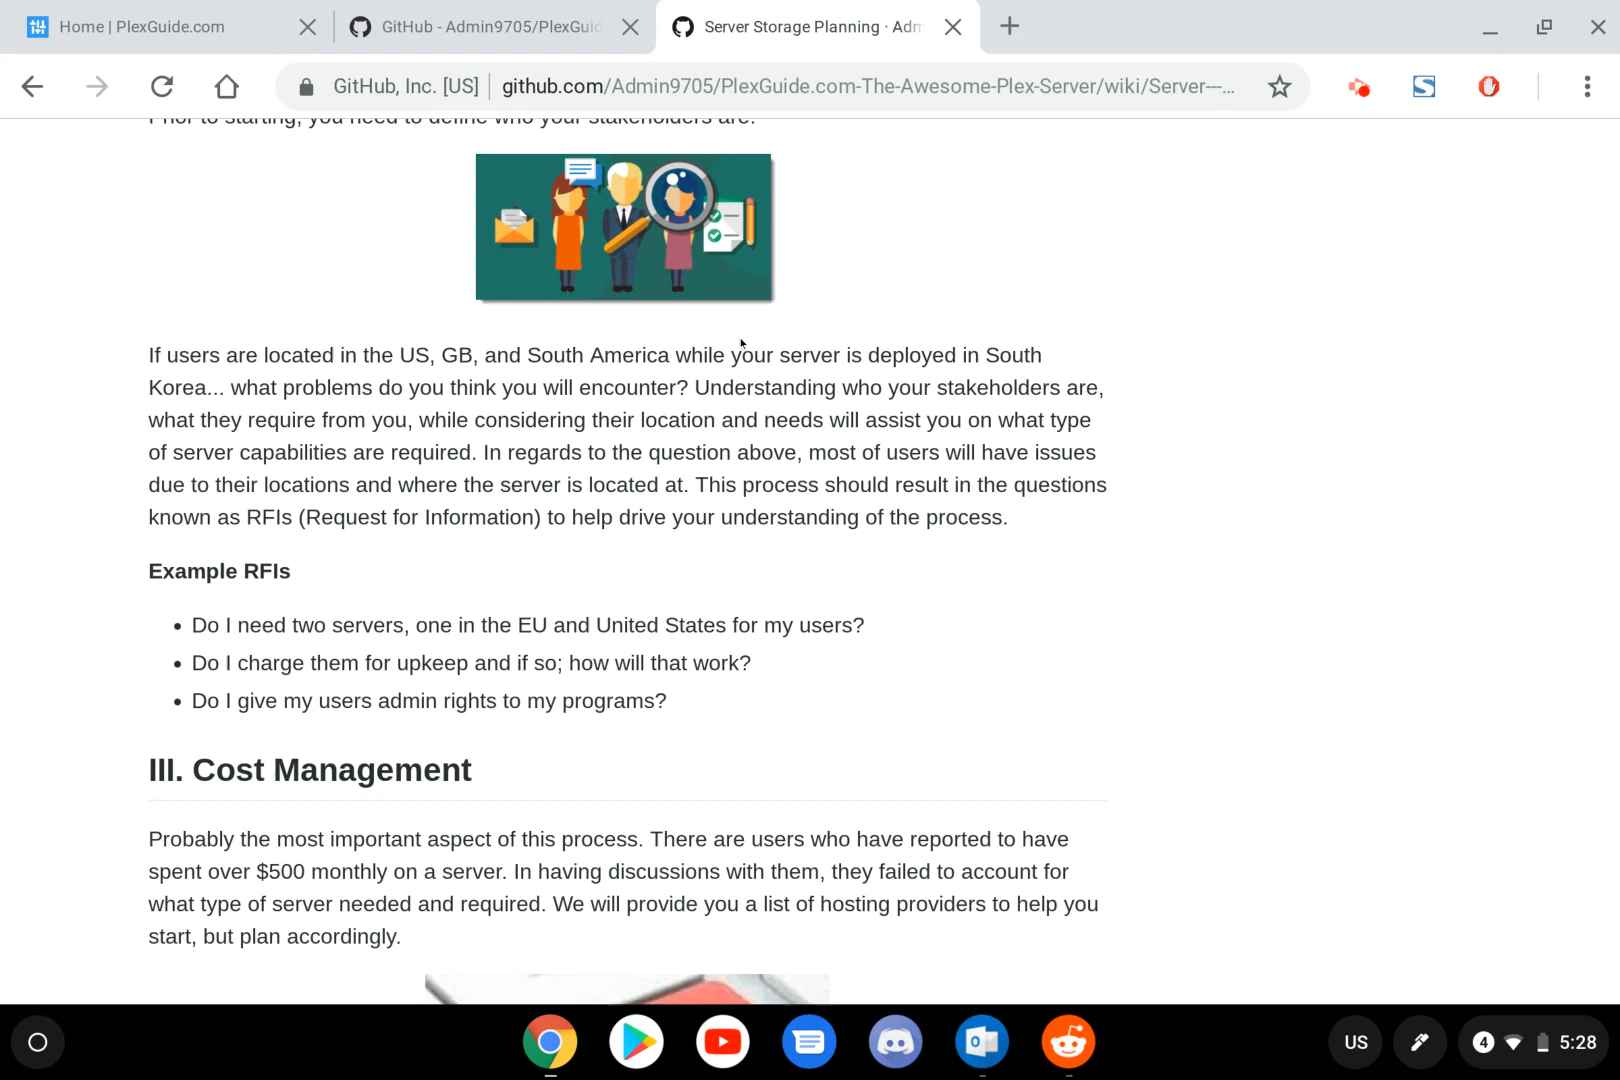 Home | PlexGuide.com
GitHub - Admin9705/PlexGuid
Server Storage Planning · Adm
GitHub, Inc. [US]
github.com/Admin9705/PlexGuide.com-The-Awesome-Plex-Server/wiki/Server---...
Prior to starting, you need to define who your stakeholders are.
If users are located in the US, GB, and South America while your server is deployed in South
Korea... what problems do you think you will encounter? Understanding who your stakeholders are,
what they require from you, while considering their location and needs will assist you on what type
of server capabilities are required. In regards to the question above, most of users will have issues
due to their locations and where the server is located at. This process should result in the questions
known as RFIs (Request for Information) to help drive your understanding of the process.
Example RFIs
• Do I need two servers, one in the EU and United States for my users?
• Do I charge them for upkeep and if so; how will that work?
• Do I give my users admin rights to my programs?
III. Cost Management
Probably the most important aspect of this process. There are users who have reported to have
spent over $500 monthly on a server. In having discussions with them, they failed to account for
what type of server needed and required. We will provide you a list of hosting providers to help you
start, but plan accordingly.
US
4
5:28